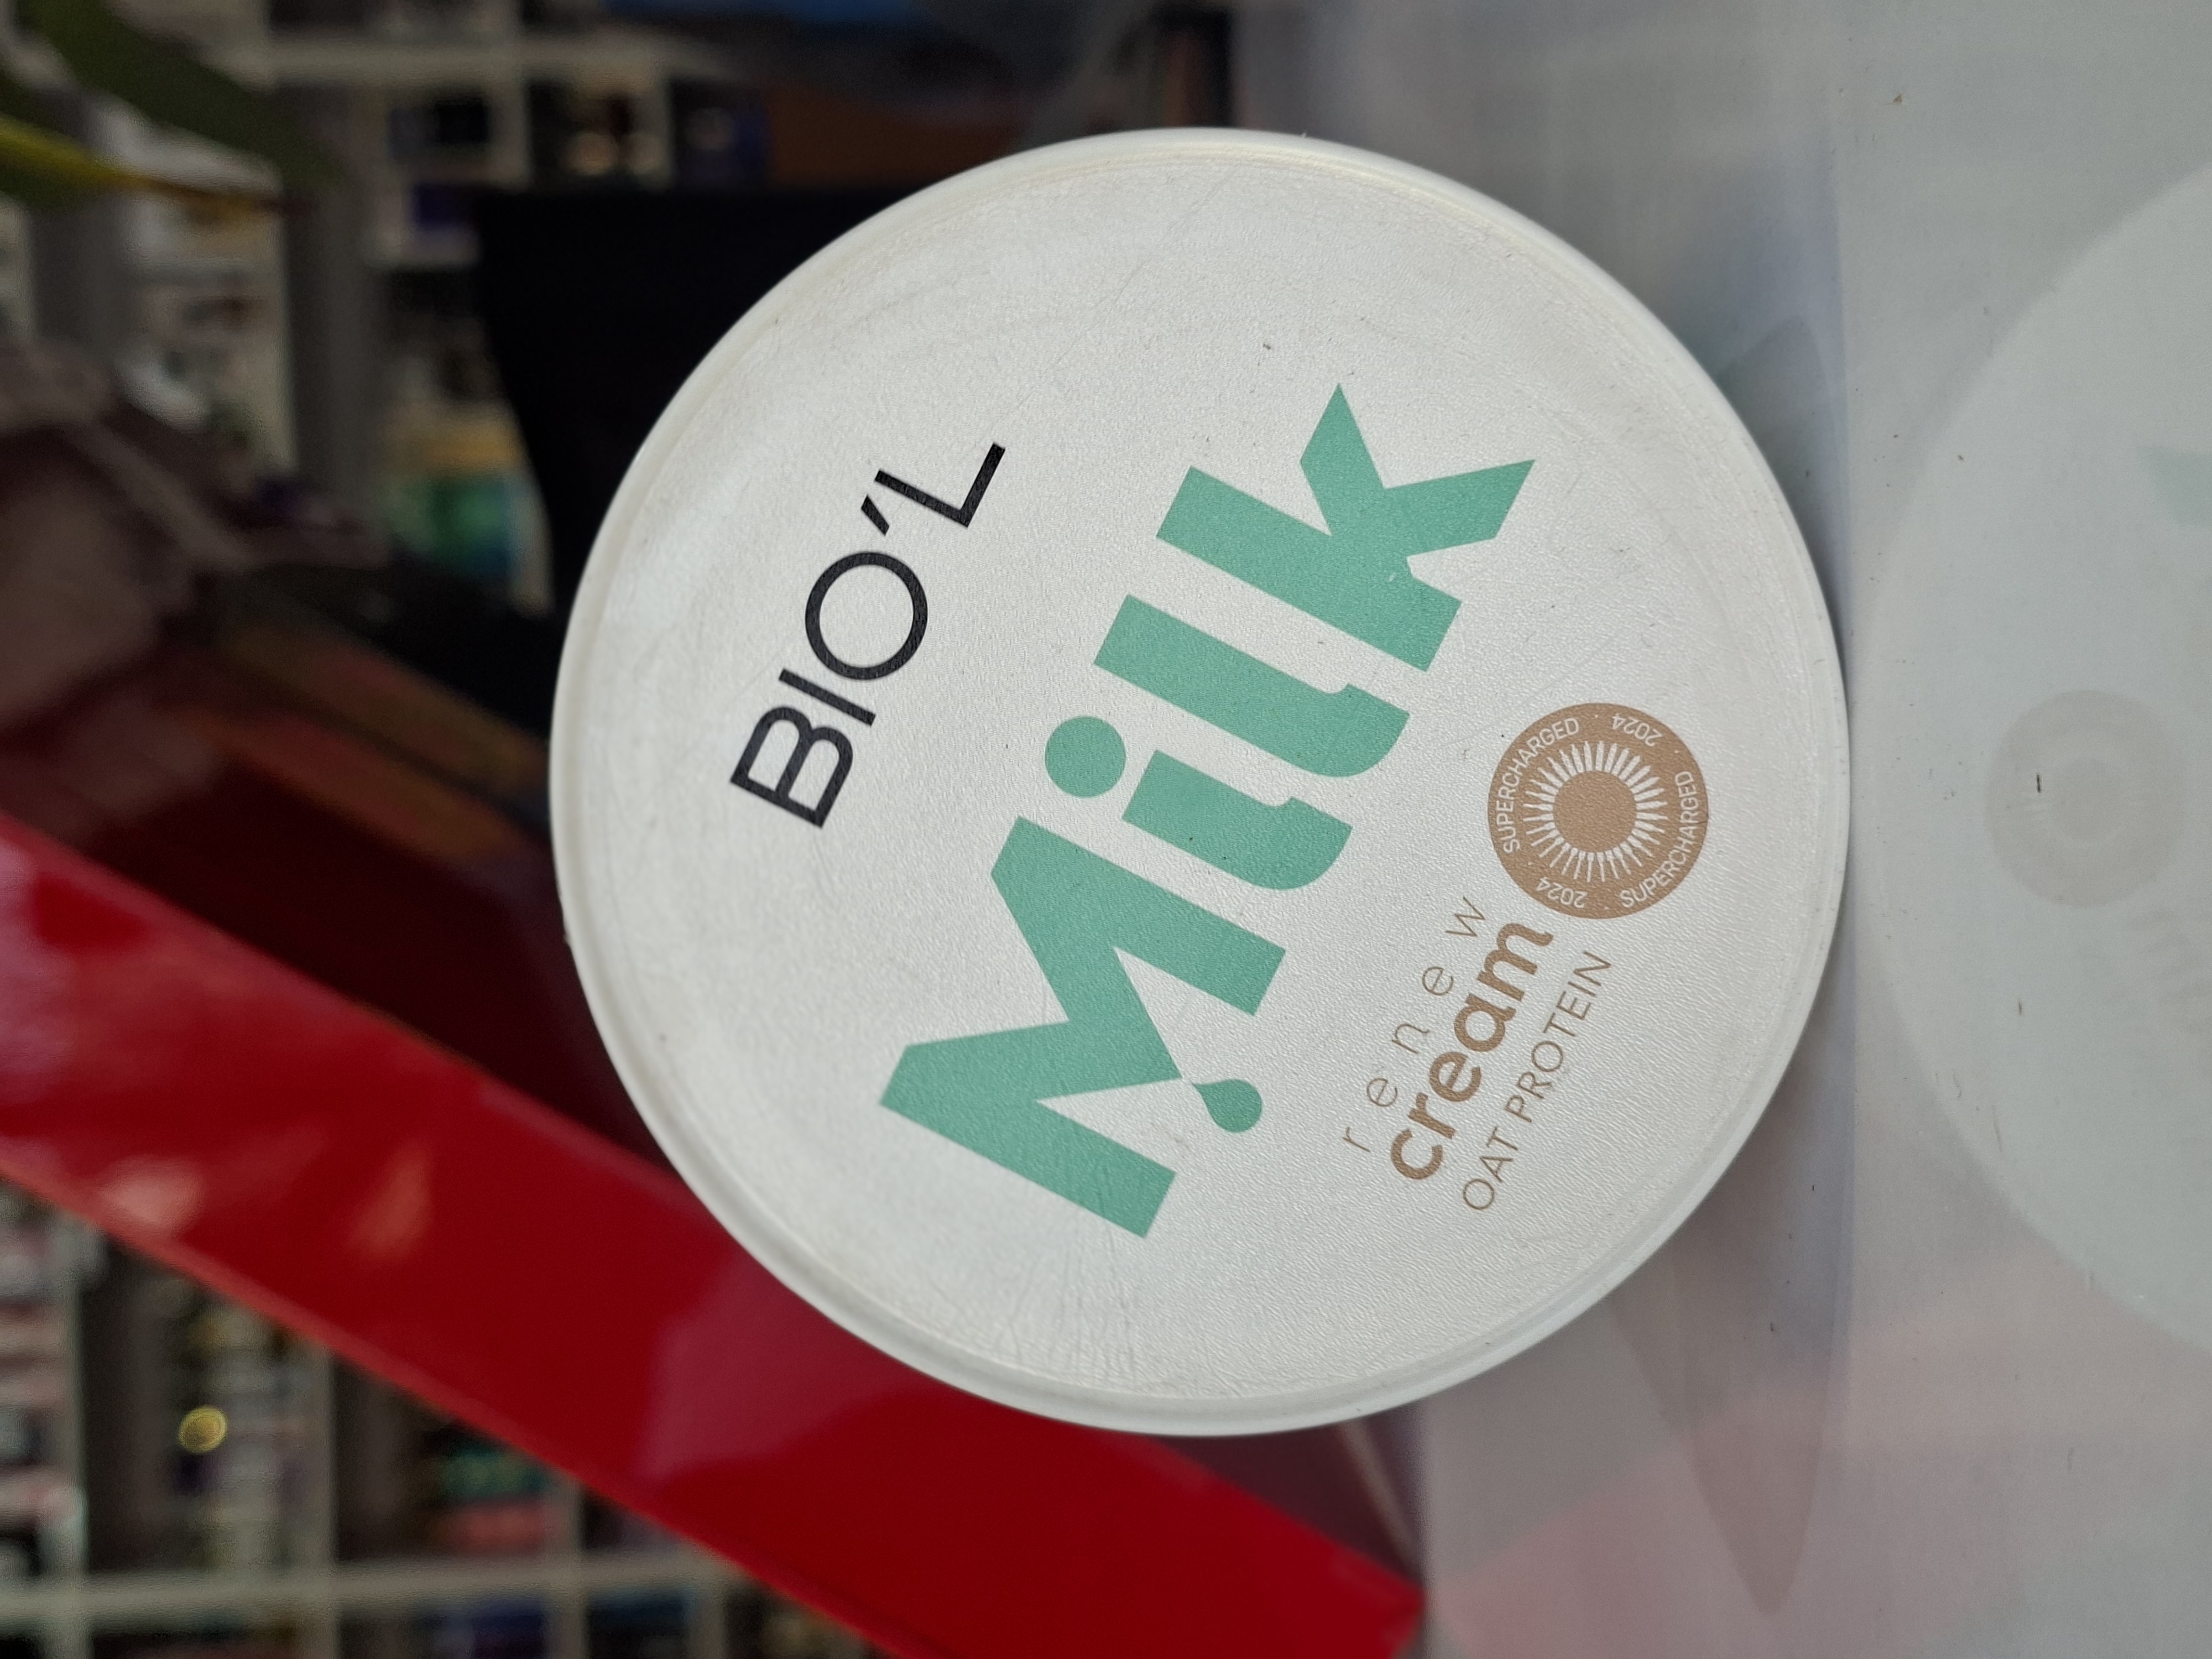 BIO'L
Milk
renew
cream
OAT PROTEIN
SUPERCHARGED 2024 SUPERCHARGED 2024